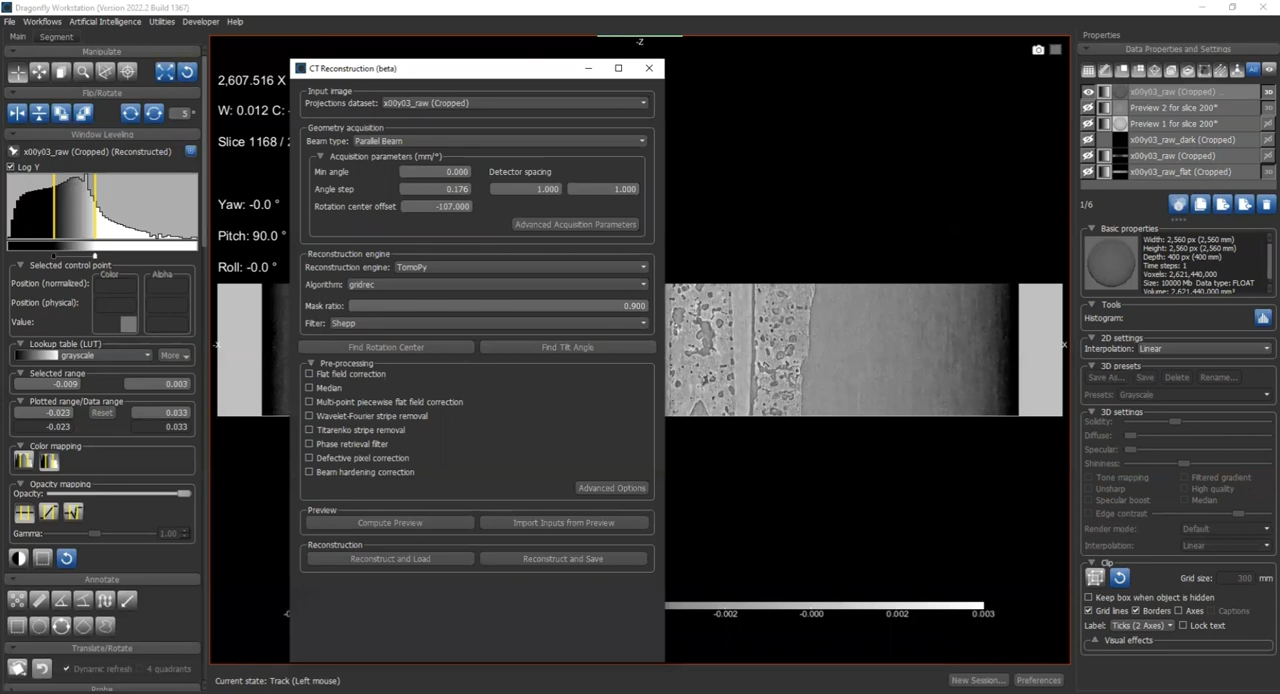 Dragonfly Workstation (Version 2022.2 Build 1367)
File Workflows Artificial Intelligence Utilities Developer Help
Main Segment
Manipulate
Flip/Rotate
5°
Window Leveling
x00y03_raw (Cropped) (Reconstructed)
Log Y
Selected control point
Color Alpha
Position (normalized):
Position (physical):
Value:
Lookup table (LUT)
grayscale More
Selected range
-0.009 0.003
Plotted range/Data range
-0.023 Reset 0.033
-0.023 0.033
Color mapping
Opacity mapping
Opacity:
Gamma: 1.00
Annotate
Translate/Rotate
Dynamic refresh 4 quadrants
Probe
-Z
2,607.516 X
W: 0.012 C: -
Slice 1168 / 2
Yaw: -0.0 °
Pitch: 90.0 °
Roll: -0.0 °
-X
X
-0.002 -0.000 0.002 0.003
CT Reconstruction (beta)
Input image
Projections dataset: x00y03_raw (Cropped)
Geometry acquisition
Beam type: Parallel Beam
Acquisition parameters (mm/°)
Min angle 0.000 Detector spacing
Angle step 0.176 1.000 1.000
Rotation center offset -107.000
Advanced Acquisition Parameters
Reconstruction engine
Reconstruction engine: TomoPy
Algorithm: gridrec
Mask ratio: 0.900
Filter: Shepp
Find Rotation Center Find Tilt Angle
Pre-processing
Flat field correction
Median
Multi-point piecewise flat field correction
Wavelet-Fourier stripe removal
Titarenko stripe removal
Phase retrieval filter
Defective pixel correction
Beam hardening correction
Advanced Options
Preview
Compute Preview Import Inputs from Preview
Reconstruction
Reconstruct and Load Reconstruct and Save
Current state: Track (Left mouse)
New Session... Preferences
Properties
Data Properties and Settings
All
x00y03_raw (Cropped) ... 3D
Preview 2 for slice 200*
Preview 1 for slice 200*
x00y03_raw_dark (Cropped)
x00y03_raw (Cropped)
x00y03_raw_flat (Cropped)
1/6
Basic properties
Width: 2,560 px (2,560 mm)
Height: 2,560 px (2,560 mm)
Depth: 400 px (400 mm)
Time steps: 1
Voxels: 2,621,440,000
Size: 10000 Mb Data type: FLOAT
Volume: 2,621,440,000 mm³
Tools
Histogram:
2D settings
Interpolation: Linear
3D presets
Save As... Save Delete Rename...
Presets: Grayscale
3D settings
Solidity:
Diffuse:
Specular:
Shininess:
Tone mapping Filtered gradient
Unsharp High quality
Specular boost Median
Edge contrast
Render mode: Default
Interpolation: Linear
Clip
Grid size: 300 mm
Keep box when object is hidden
Grid lines Borders Axes Captions
Label: Ticks (2 Axes) Lock text
Visual effects